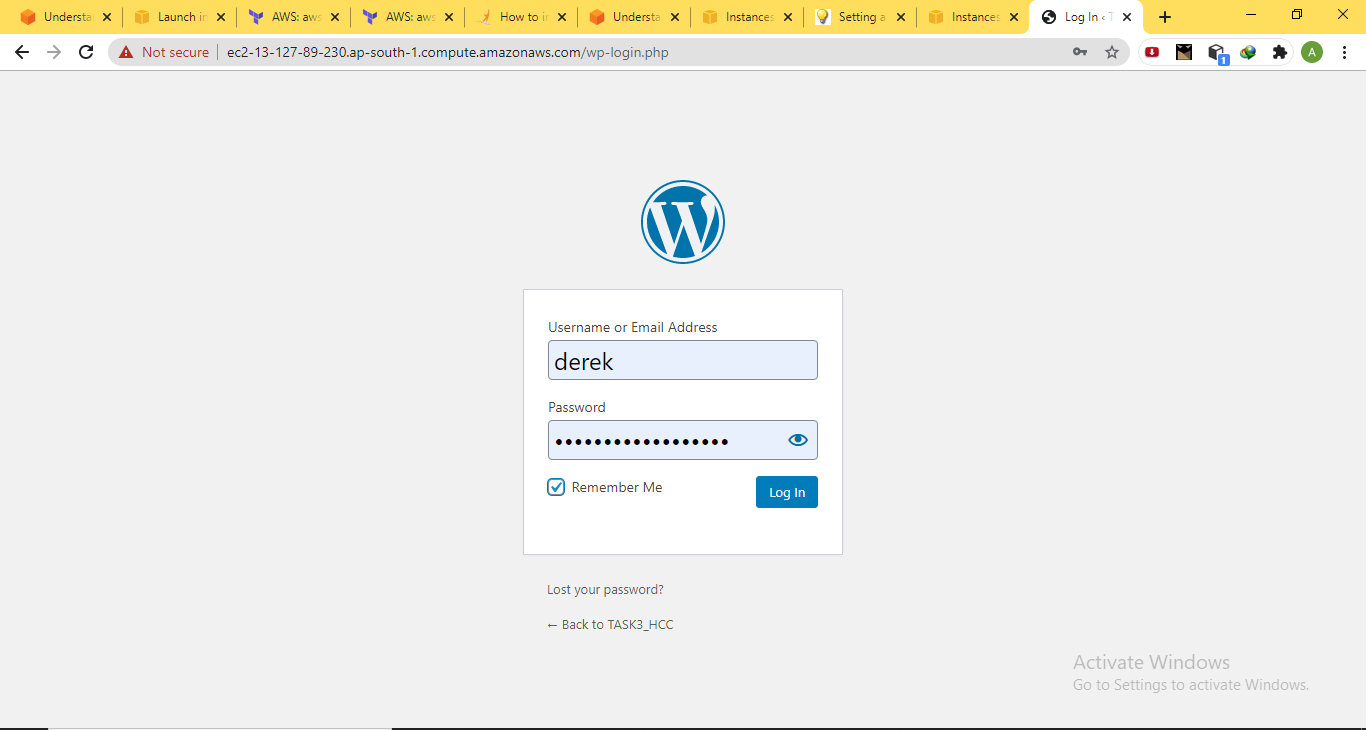 Understa
Launch in
AWS: aws
AWS: aws
How to in
Understa
Instances
Setting a
Instances
Log In ‹ T
Not secure
ec2-13-127-89-230.ap-south-1.compute.amazonaws.com/wp-login.php
1
A
W
Username or Email Address
derek
Password
••••••••••••••••••
Remember Me
Log In
Lost your password?
← Back to TASK3_HCC
Activate Windows
Go to Settings to activate Windows.